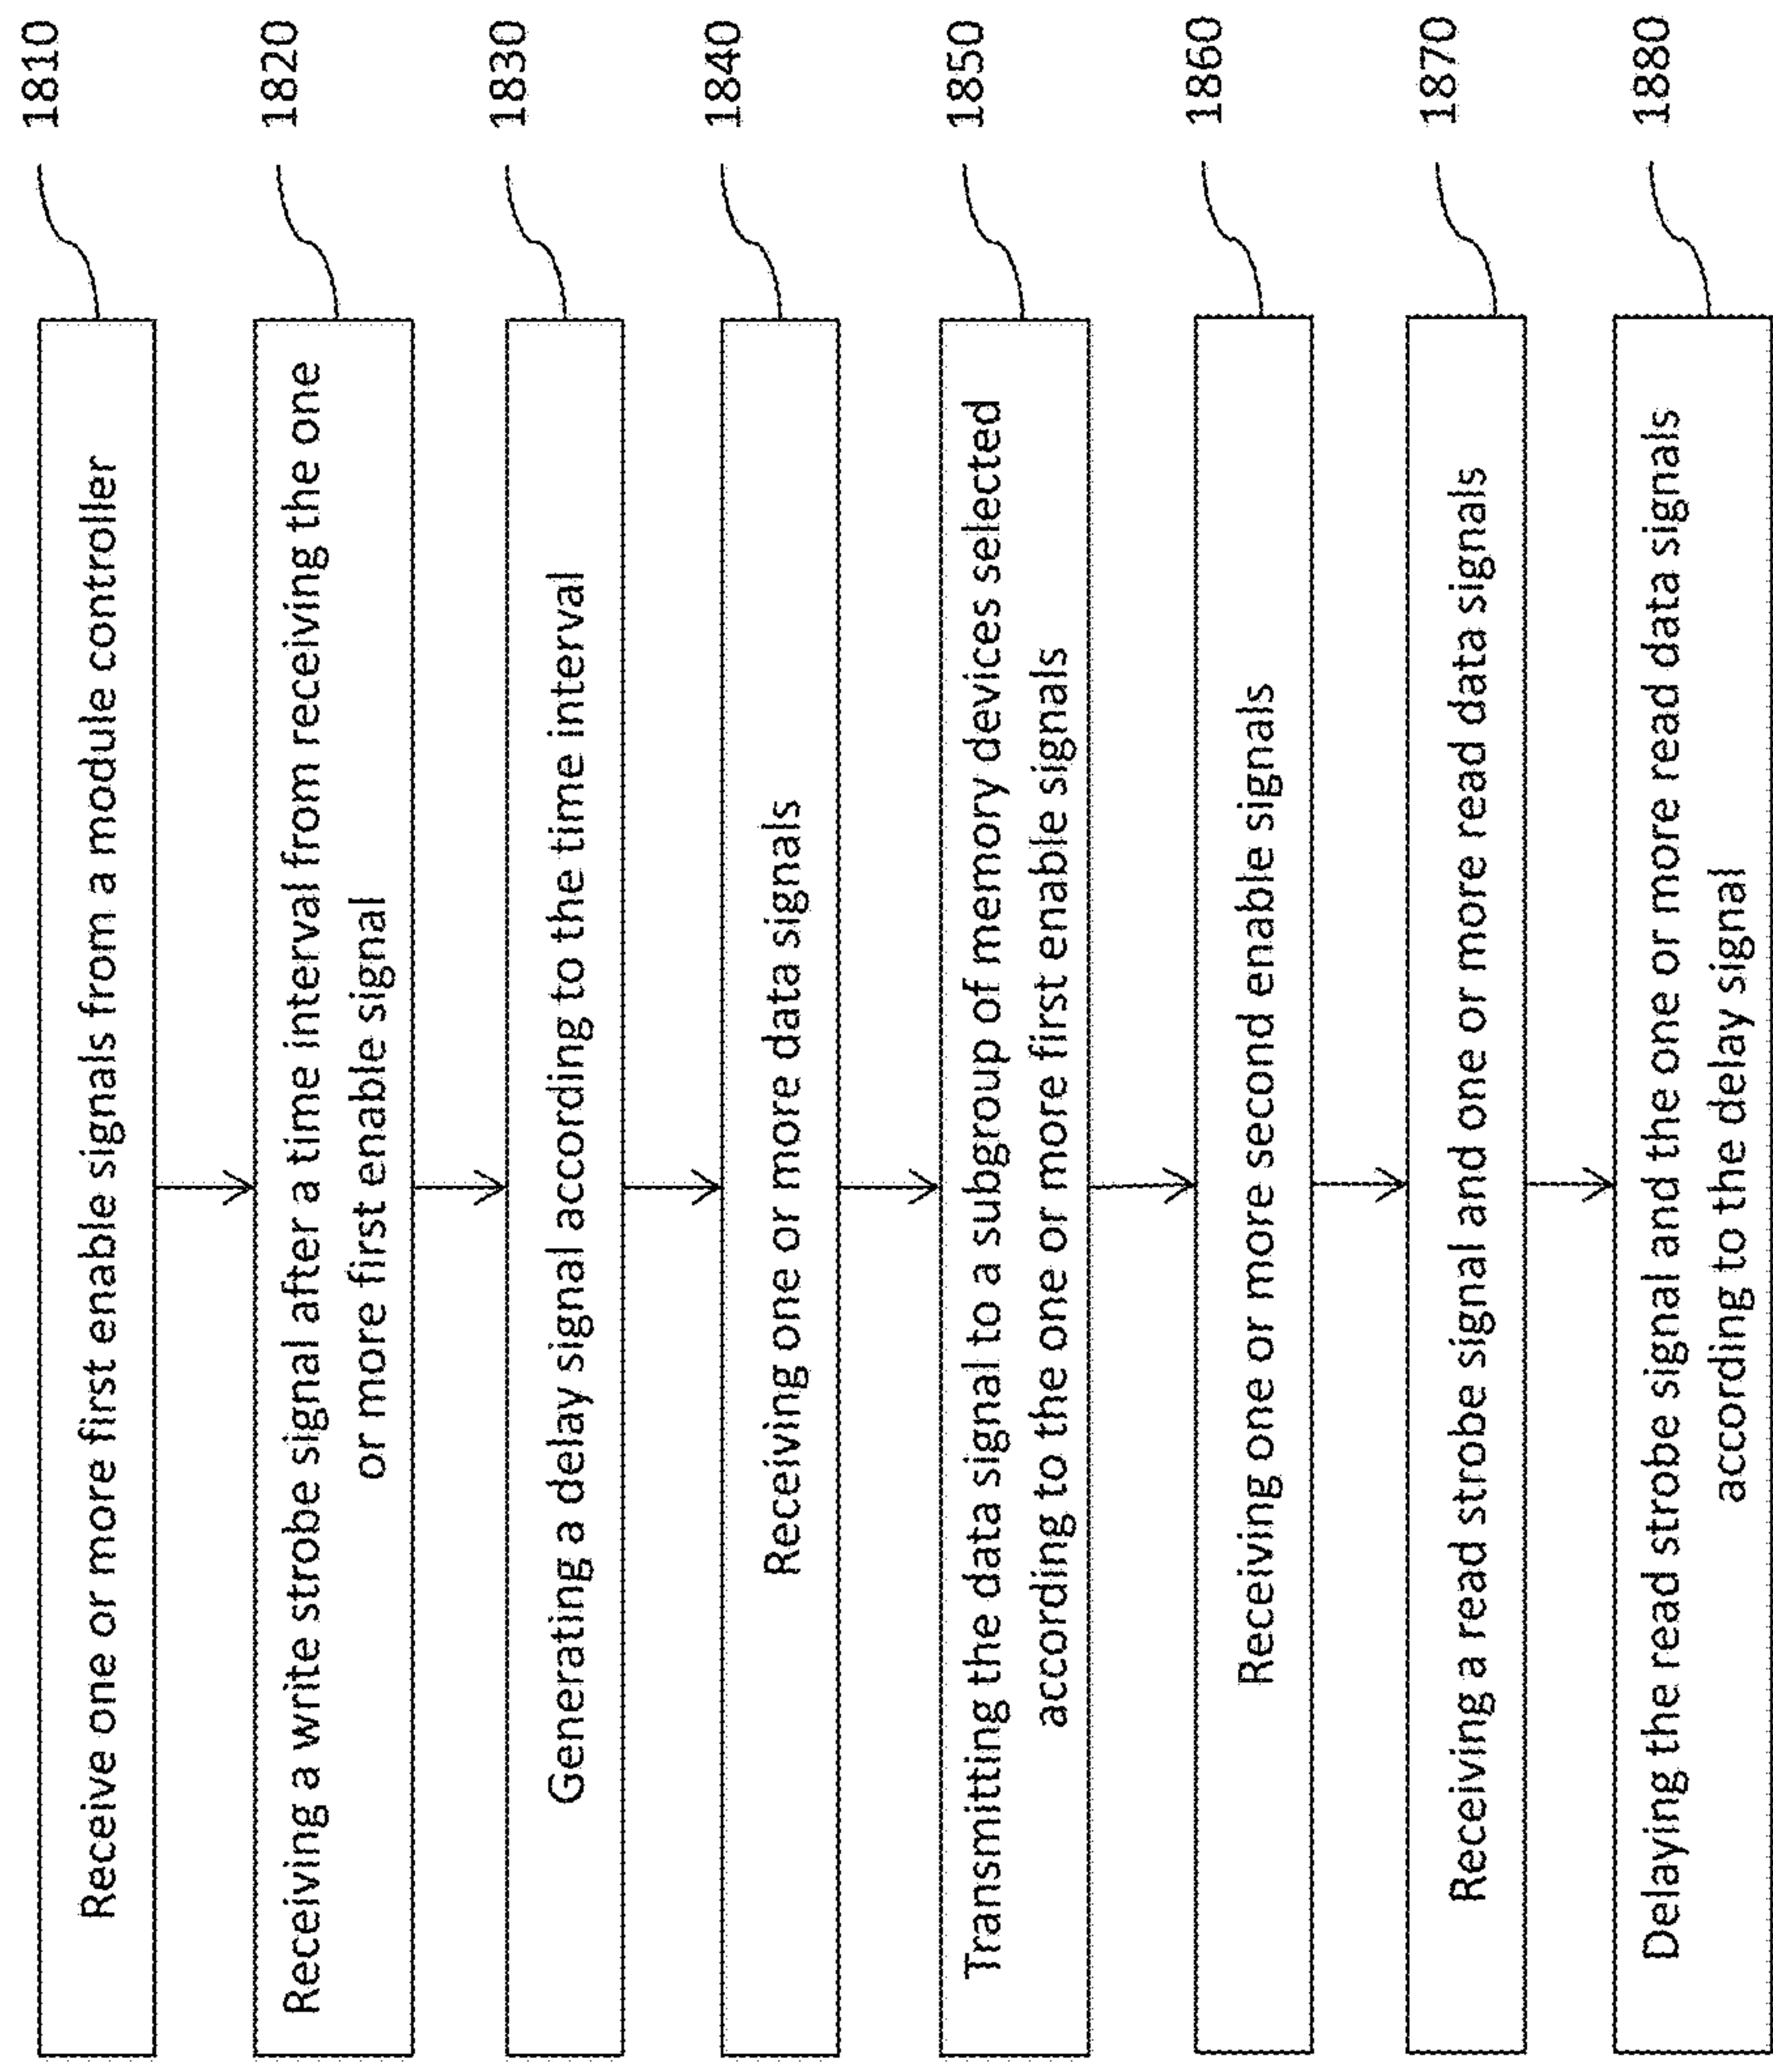 Receive one or more first enable signals from a module controller
1810
Receiving a write strobe signal after a time interval from receiving the one
or more first enable signal
1820
Generating a delay signal according to the time interval
1830
Receiving one or more data signals
1840
Transmitting the data signal to a subgroup of memory devices selected
according to the one or more first enable signals
1850
Receiving one or more second enable signals
1860
Receiving a read strobe signal and one or more read data signals
1870
Delaying the read strobe signal and the one or more read data signals
according to the delay signal
1880